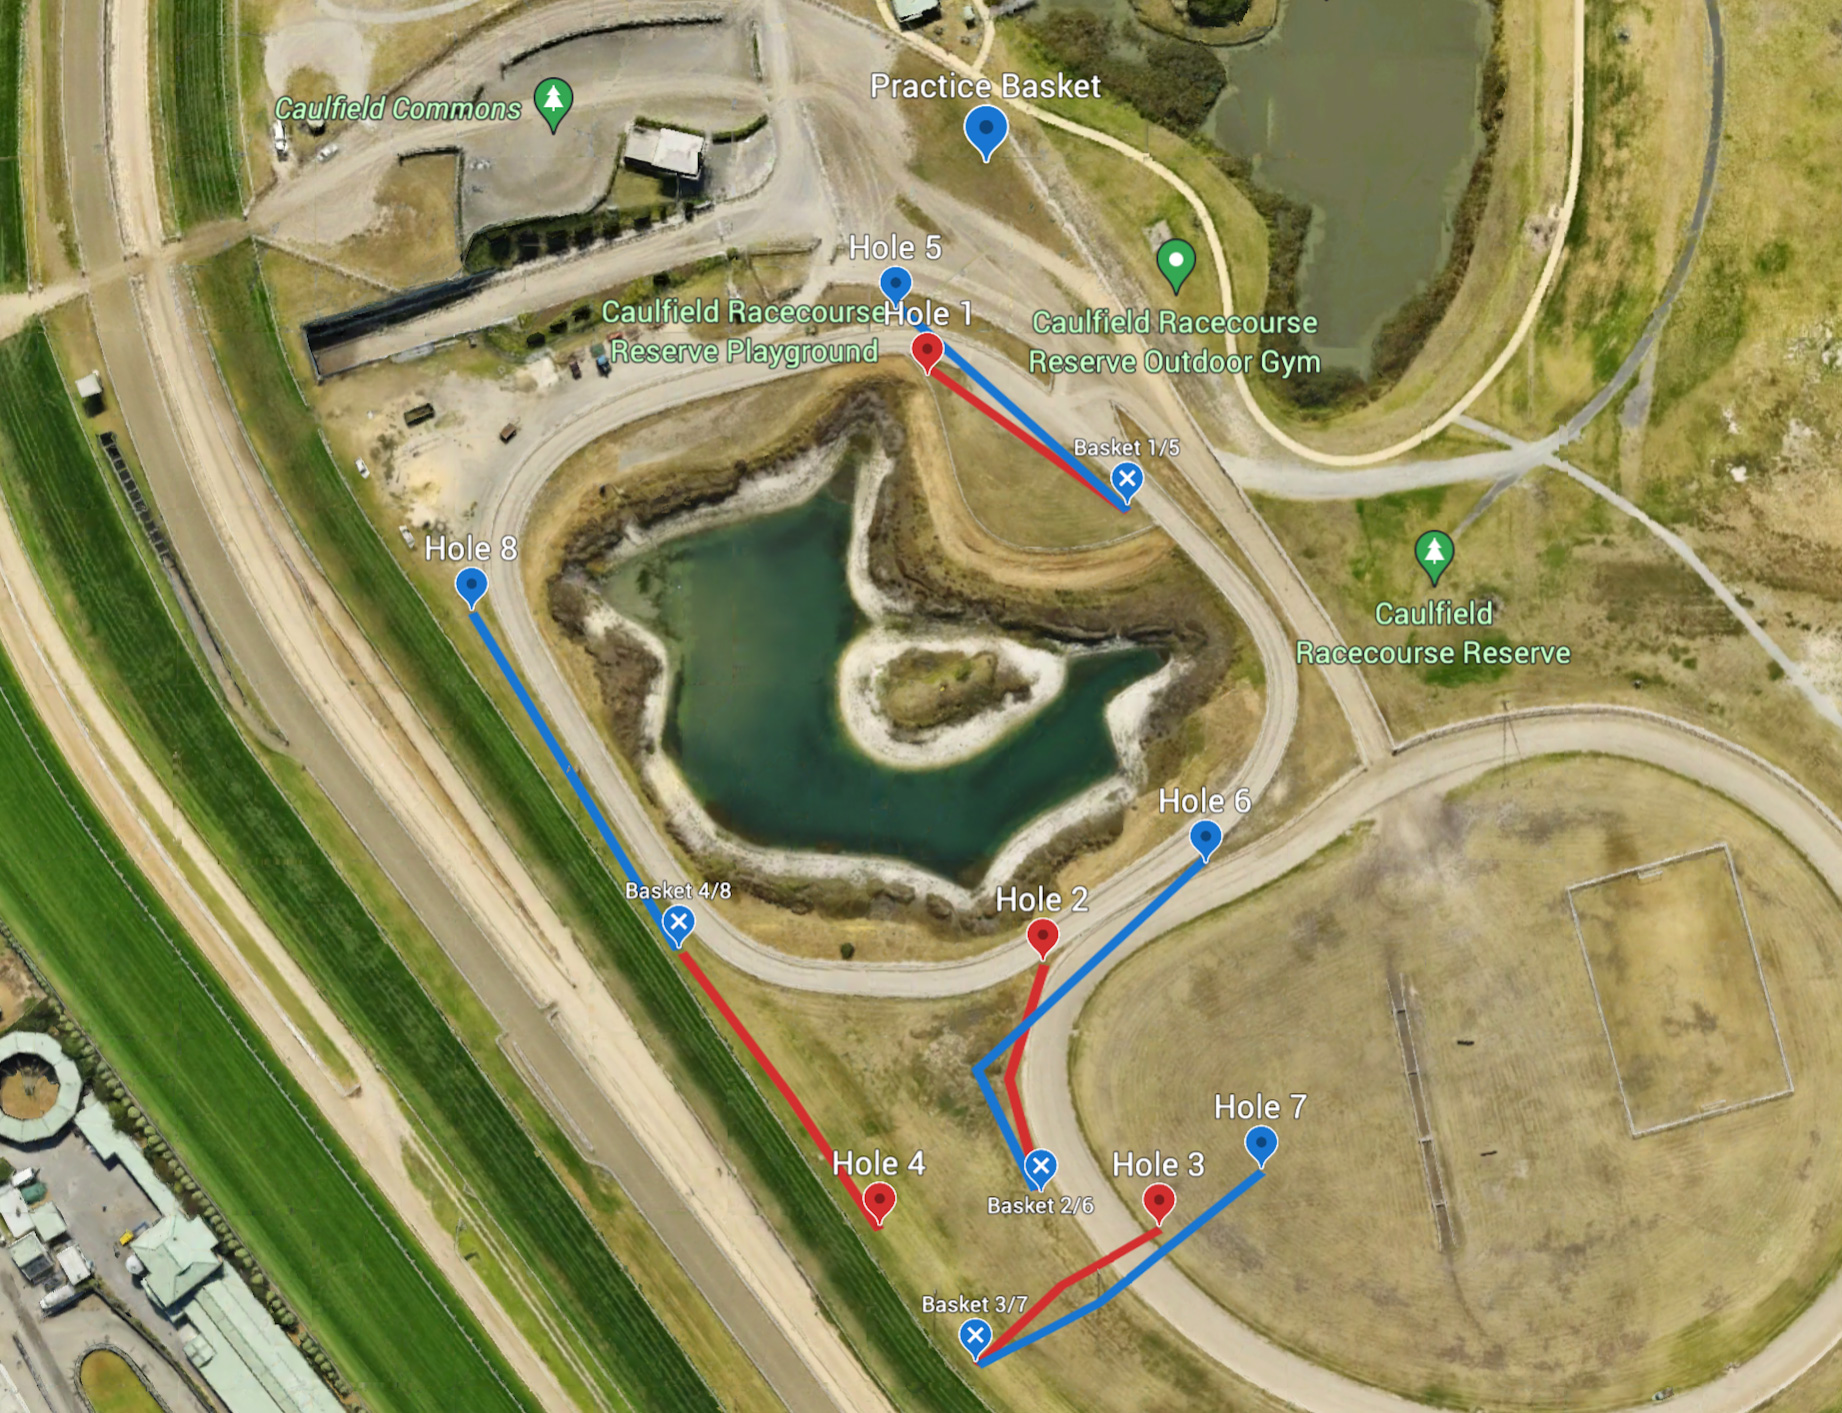 Practice Basket
Caulfield Commons
Hole 5
Caulfield Racecourse
Reserve Playground
Hole 1
Caulfield Racecourse
Reserve Outdoor Gym
Basket 1/5
Hole 8
Caulfield
Racecourse Reserve
Hole 6
Basket 4/8
Hole 2
Hole 7
Hole 4
Hole 3
Basket 2/6
Basket 3/7